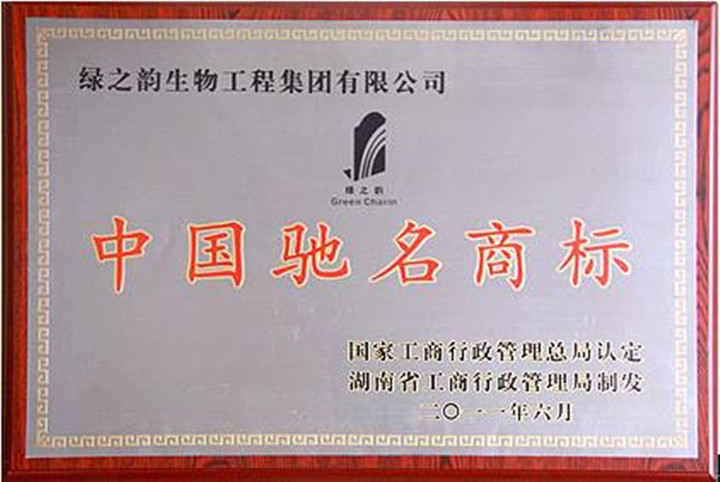 绿之韵生物工程集团有限公司
绿之韵
Green Charm
中国驰名商标
国家工商行政管理总局认定
湖南省工商行政管理局制发
二〇一一年六月